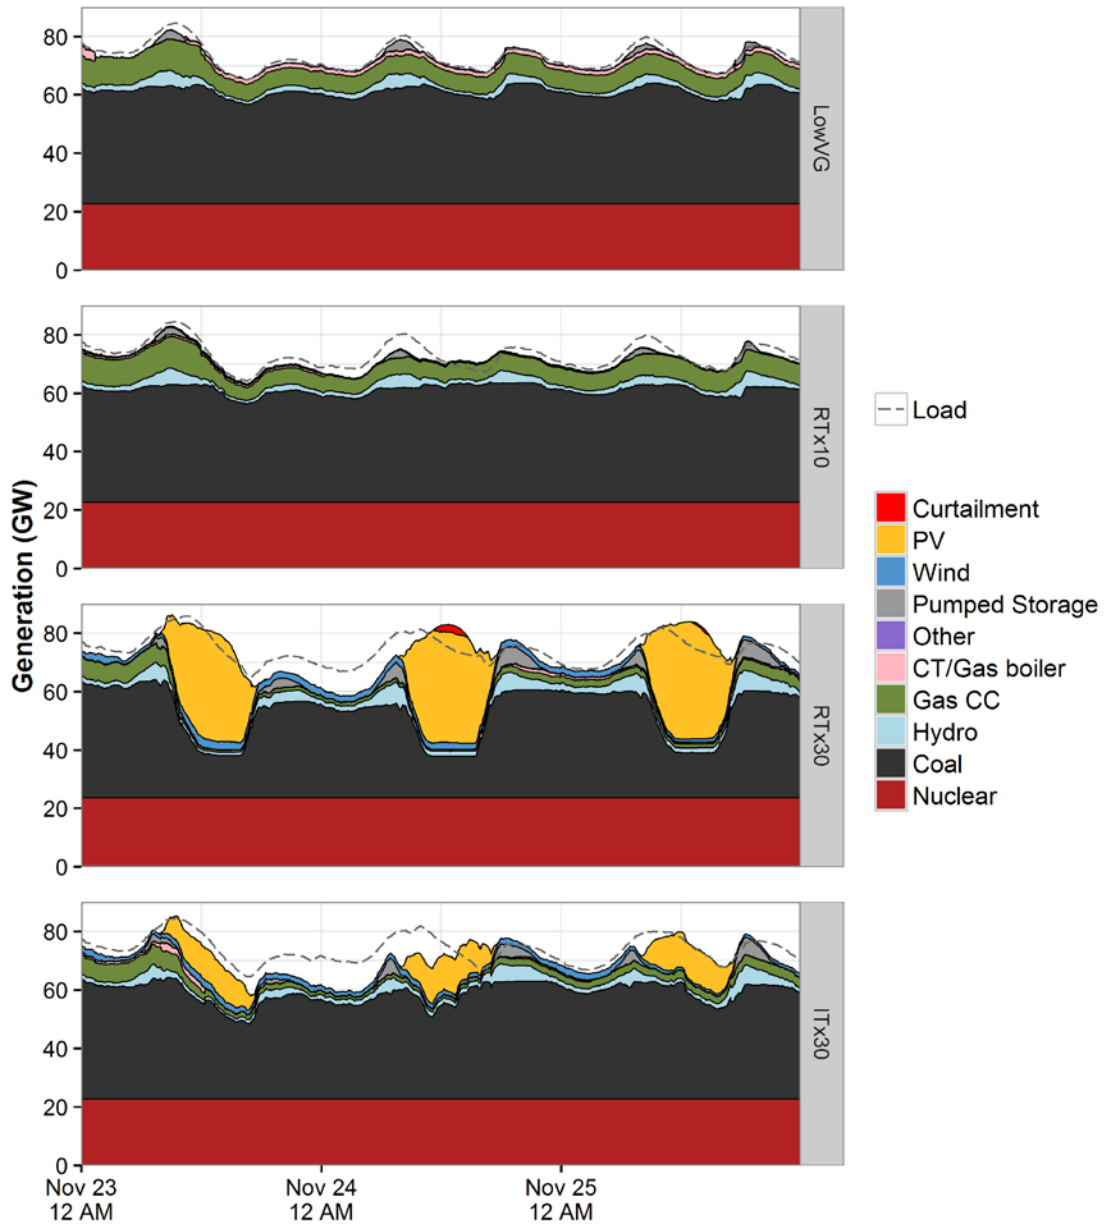 80
60
40
20
0
LowVG
80
60
40
20
0
RTx10
80
60
40
20
0
RTx30
80
60
40
20
0
ITx30
Generation (GW)
Nov 23
12 AM
Nov 24
12 AM
Nov 25
12 AM
Load
Curtailment
PV
Wind
Pumped Storage
Other
CT/Gas boiler
Gas CC
Hydro
Coal
Nuclear